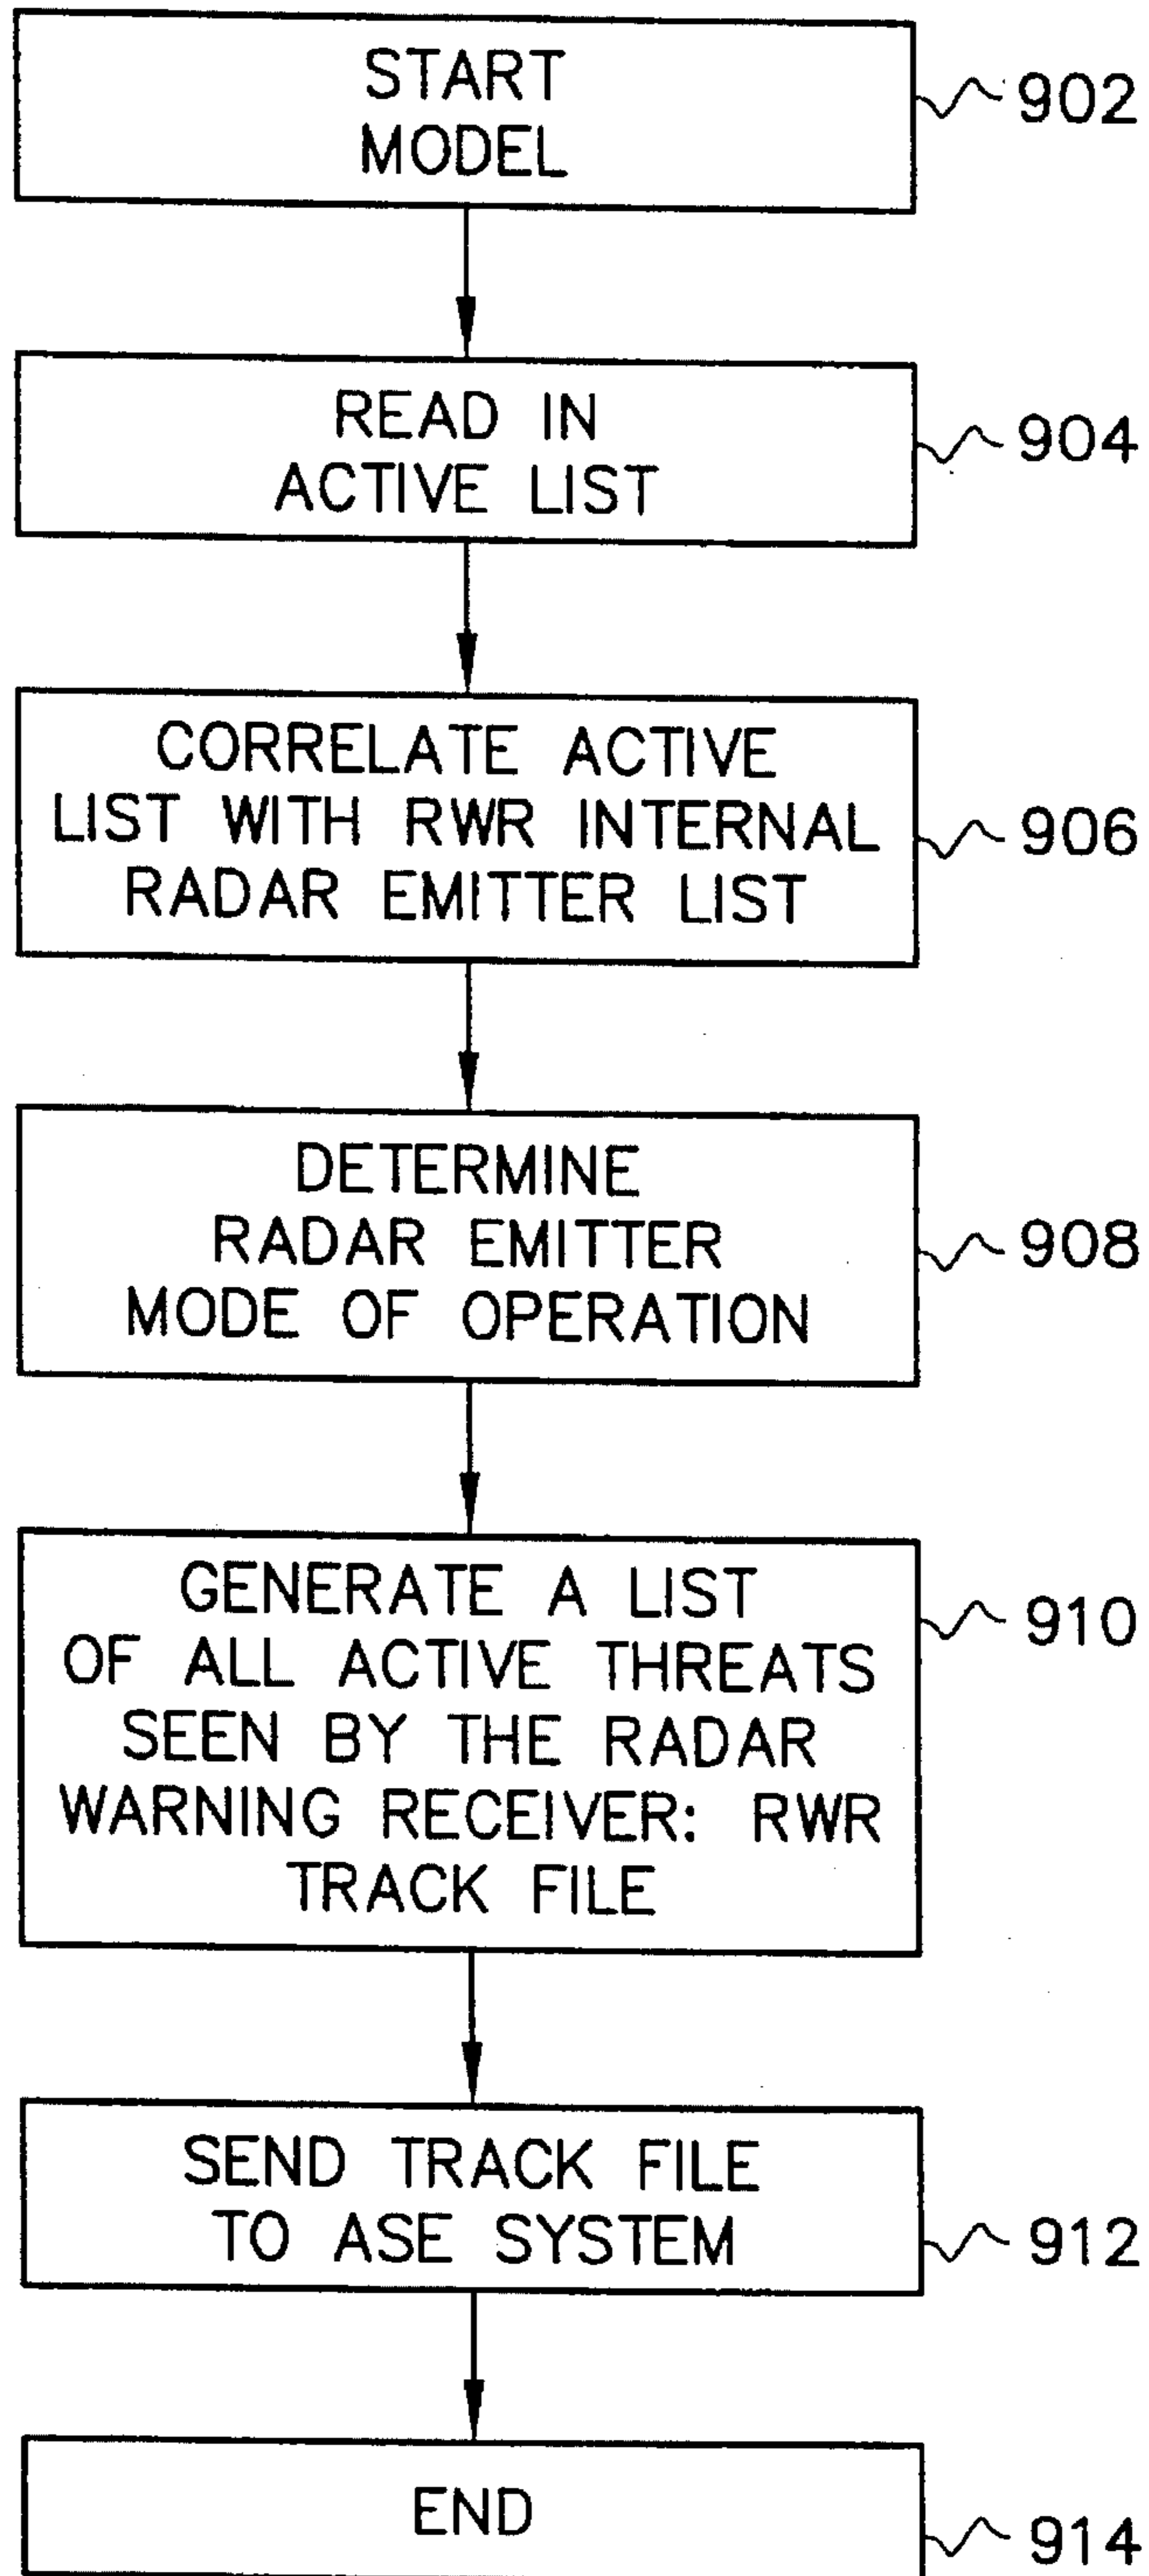 START
MODEL
902
READ IN
ACTIVE LIST
904
CORRELATE ACTIVE
LIST WITH RWR INTERNAL
RADAR EMITTER LIST
906
DETERMINE
RADAR EMITTER
MODE OF OPERATION
908
GENERATE A LIST
OF ALL ACTIVE THREATS
SEEN BY THE RADAR
WARNING RECEIVER: RWR
TRACK FILE
910
SEND TRACK FILE
TO ASE SYSTEM
912
END
914